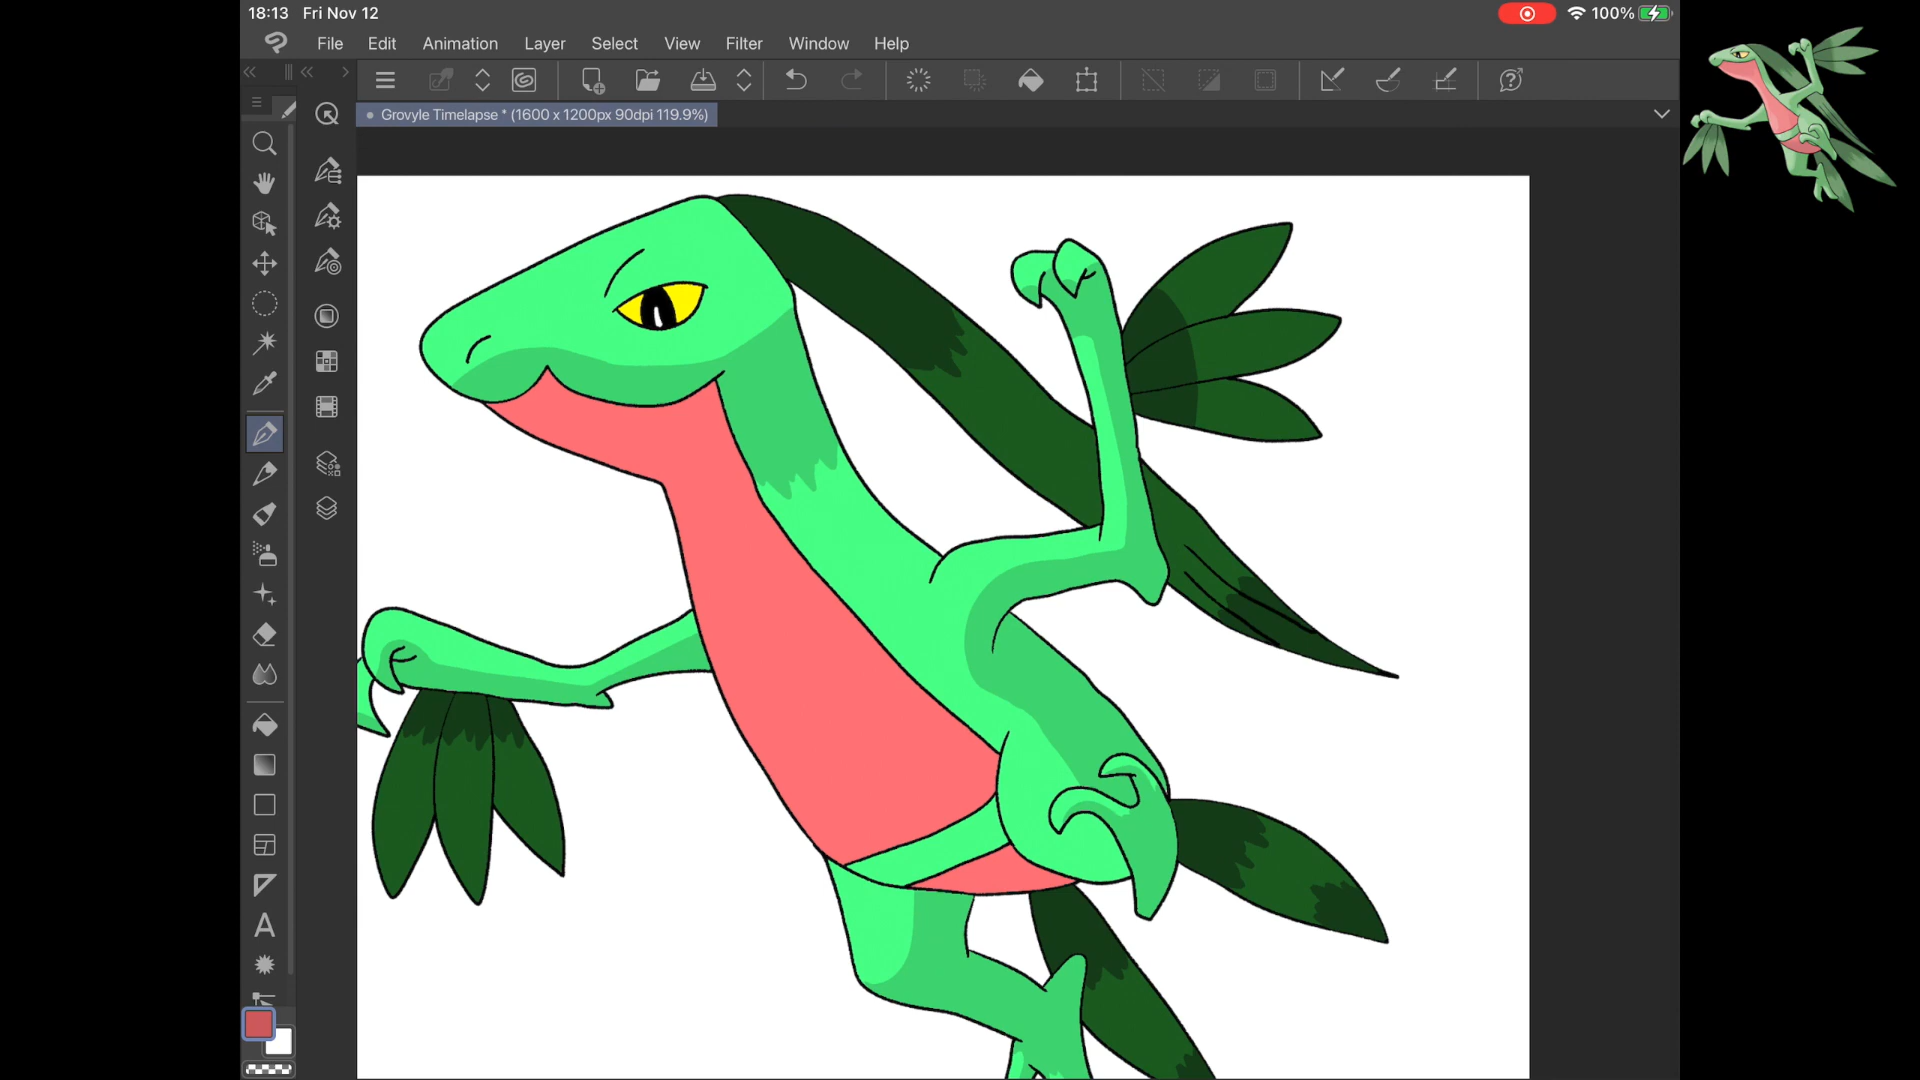 18:13 Fri Nov 12
100%
File Edit Animation Layer Select View Filter Window Help
Grovyle Timelapse * (1600 x 1200px 90dpi 119.9%)